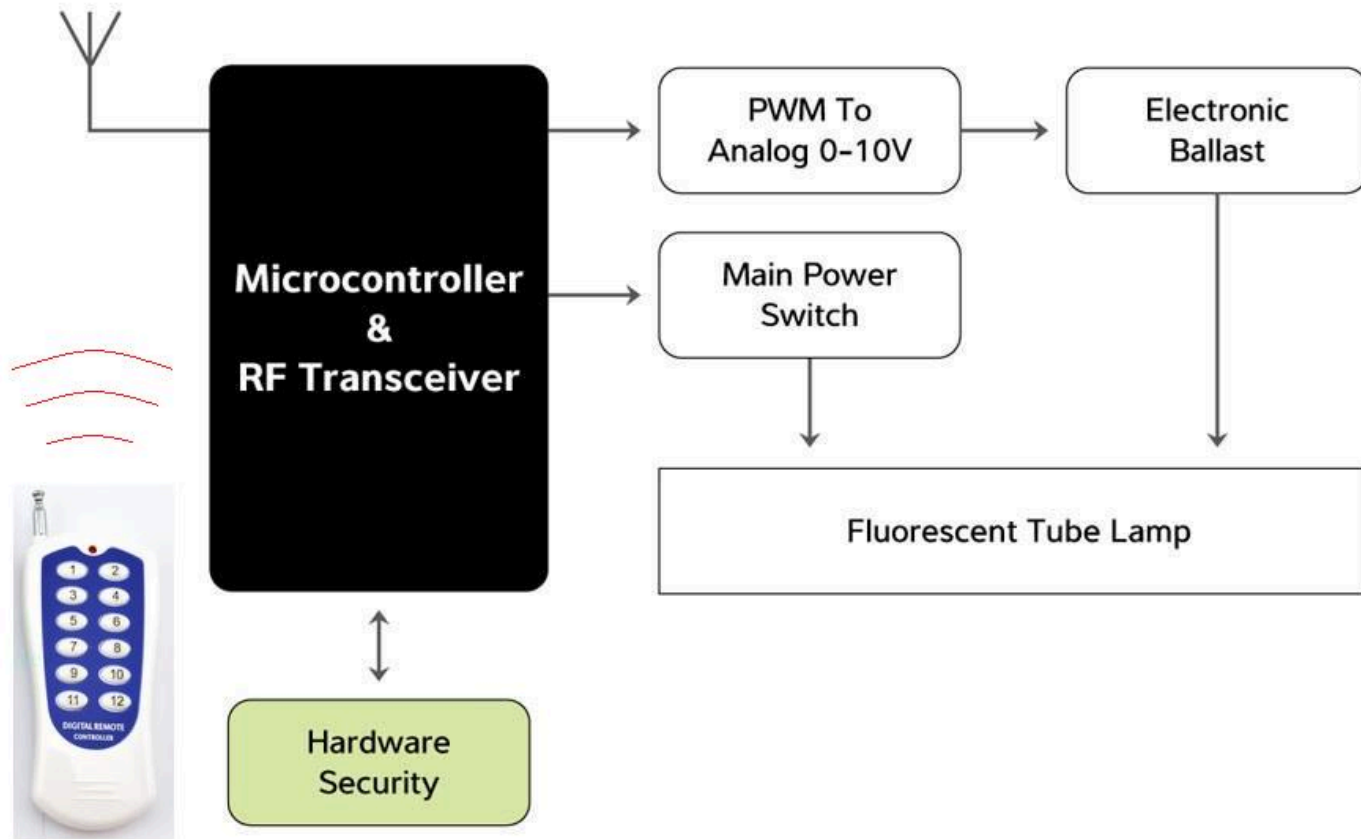 PWM To
Analog 0-10V
Electronic
Ballast
Microcontroller
&
RF Transceiver
Main Power
Switch
Fluorescent Tube Lamp
1 2
3 4
5 6
7 8
9 10
11 12
DIGITAL REMOTE
CONTROLLER
Hardware
Security